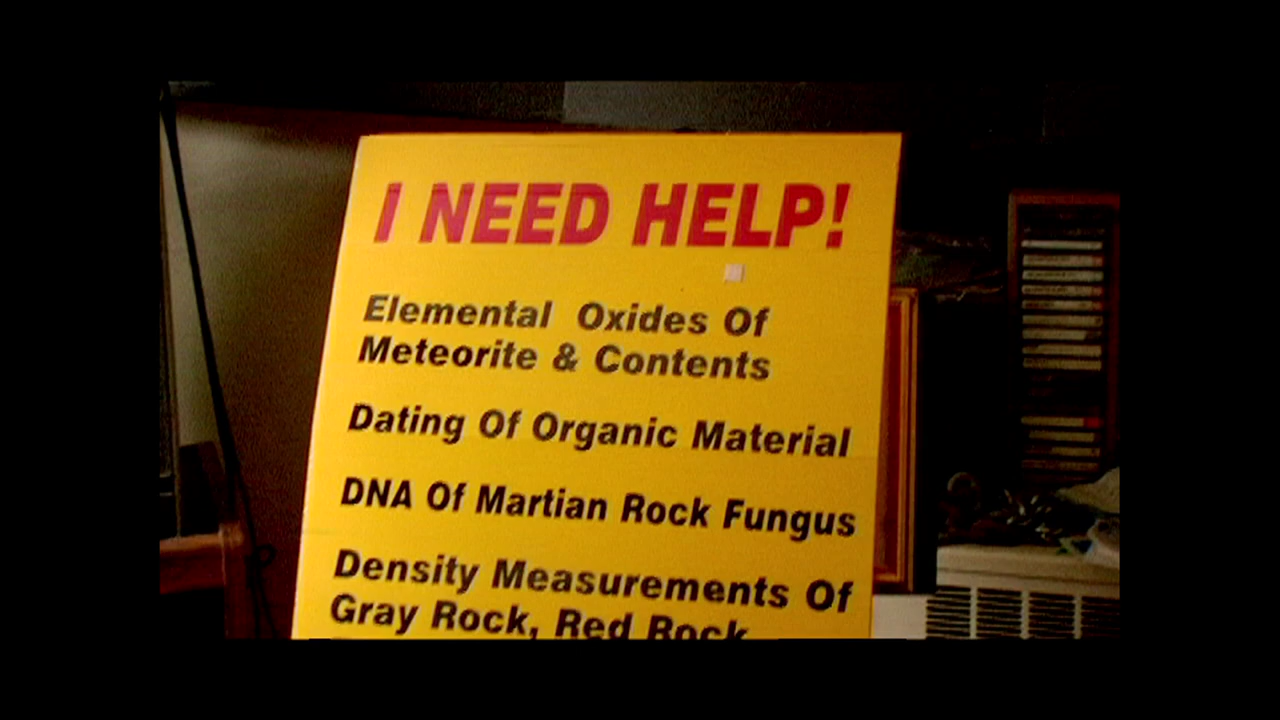 I NEED HELP!
Elemental Oxides Of
Meteorite & Contents
Dating Of Organic Material
DNA Of Martian Rock Fungus
Density Measurements Of
Gray Rock, Red Rock